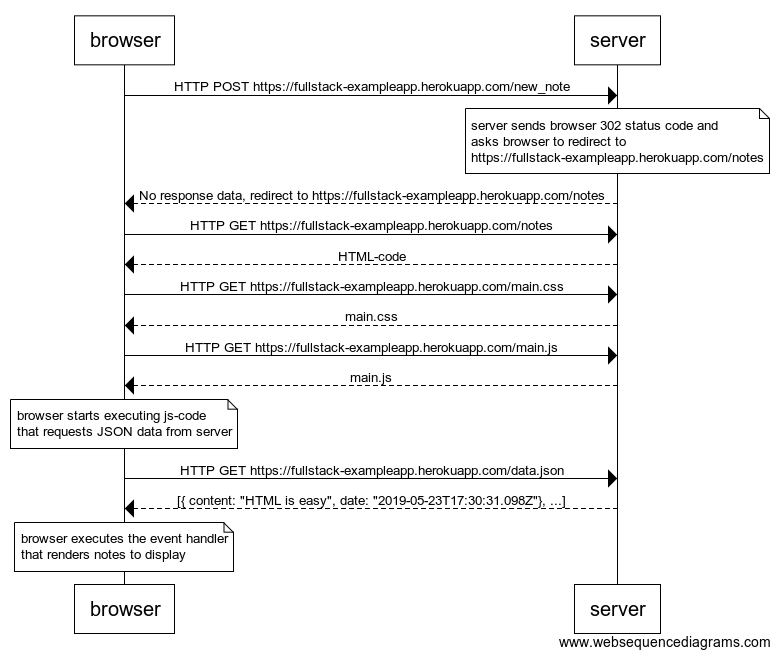 browser
server
HTTP POST https://fullstack-exampleapp.herokuapp.com/new_note
server sends browser 302 status code and
asks browser to redirect to
https://fullstack-exampleapp.herokuapp.com/notes
No response data, redirect to https://fullstack-exampleapp.herokuapp.com/notes
HTTP GET https://fullstack-exampleapp.herokuapp.com/notes
HTML-code
HTTP GET https://fullstack-exampleapp.herokuapp.com/main.css
main.css
HTTP GET https://fullstack-exampleapp.herokuapp.com/main.js
main.js
browser starts executing js-code
that requests JSON data from server
HTTP GET https://fullstack-exampleapp.herokuapp.com/data.json
[{ content: "HTML is easy", date: "2019-05-23T17:30:31.098Z"}, ...]
browser executes the event handler
that renders notes to display
browser
server
www.websequencediagrams.com